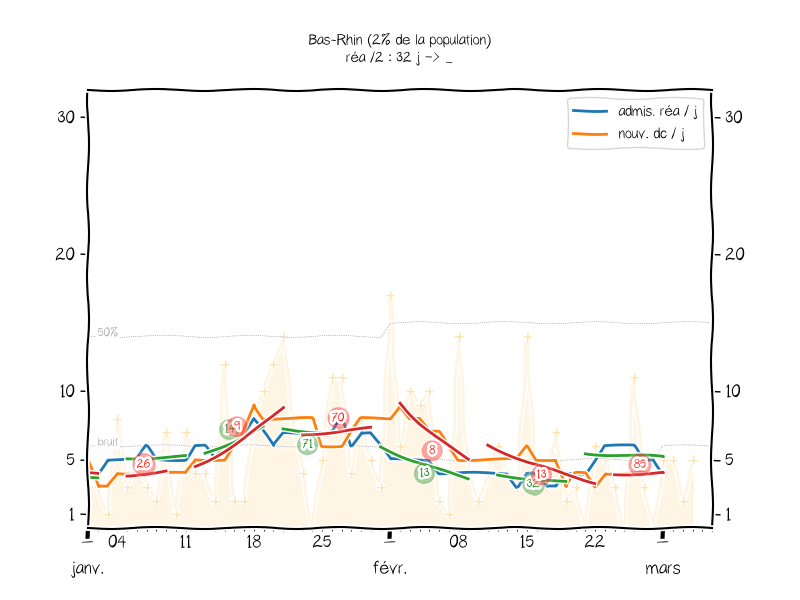 Bas-Rhin (2% de la population)
réa /2 : 32 j -> _
admis. réa / j
nouv. dc / j
30 30
20 20
50%
10 10
bruit
5 5
1 1
26
9
71
70
13
8
32
13
85
04 11 18 25 08 15 22
janv. févr. mars